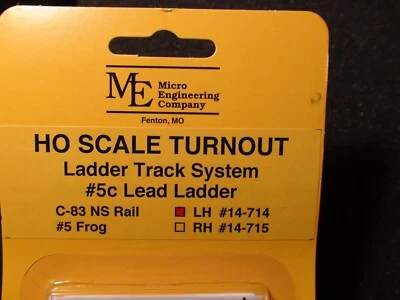 ME
Micro
Engineering
Company
Fenton, MO
HO SCALE TURNOUT
Ladder Track System
#5c Lead Ladder
C-83 NS Rail LH #14-714
#5 Frog RH #14-715